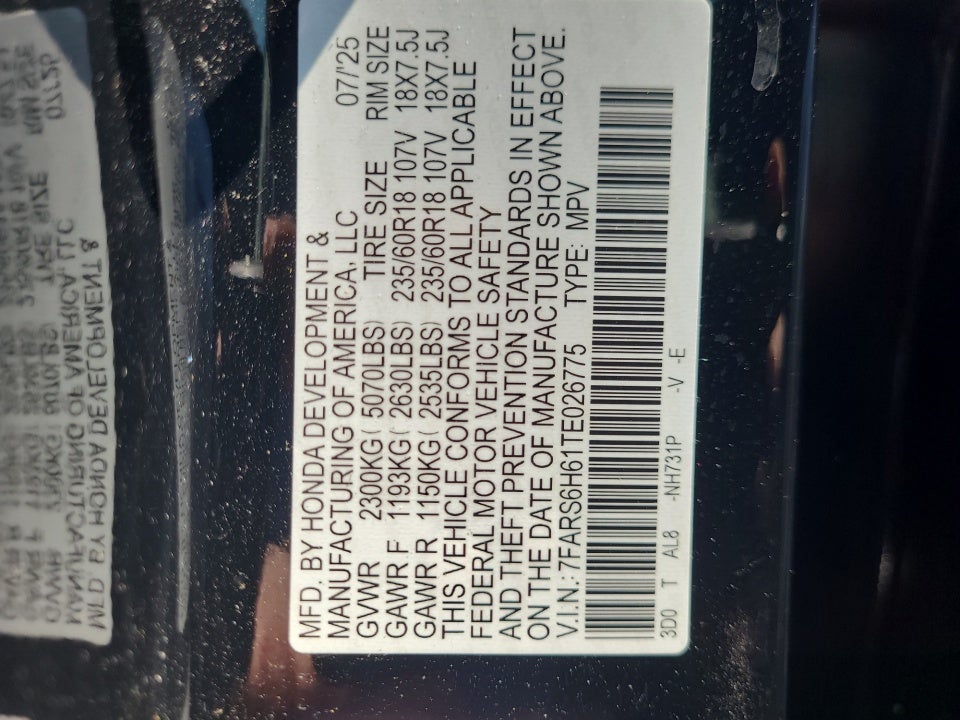 MFD. BY HONDA DEVELOPMENT &
MANUFACTURING OF AMERICA, LLC 07/'25
GVWR 2300KG( 5070LBS) TIRE SIZE RIM SIZE
GAWR F 1193KG( 2630LBS) 235/60R18 107V 18X7.5J
GAWR R 1150KG( 2535LBS) 235/60R18 107V 18X7.5J
THIS VEHICLE CONFORMS TO ALL APPLICABLE
FEDERAL MOTOR VEHICLE SAFETY
AND THEFT PREVENTION STANDARDS IN EFFECT
ON THE DATE OF MANUFACTURE SHOWN ABOVE.
V.I.N.: 7FARS6H61TE026775 TYPE: MPV
3D0 T AL8 -NH731P -V -E